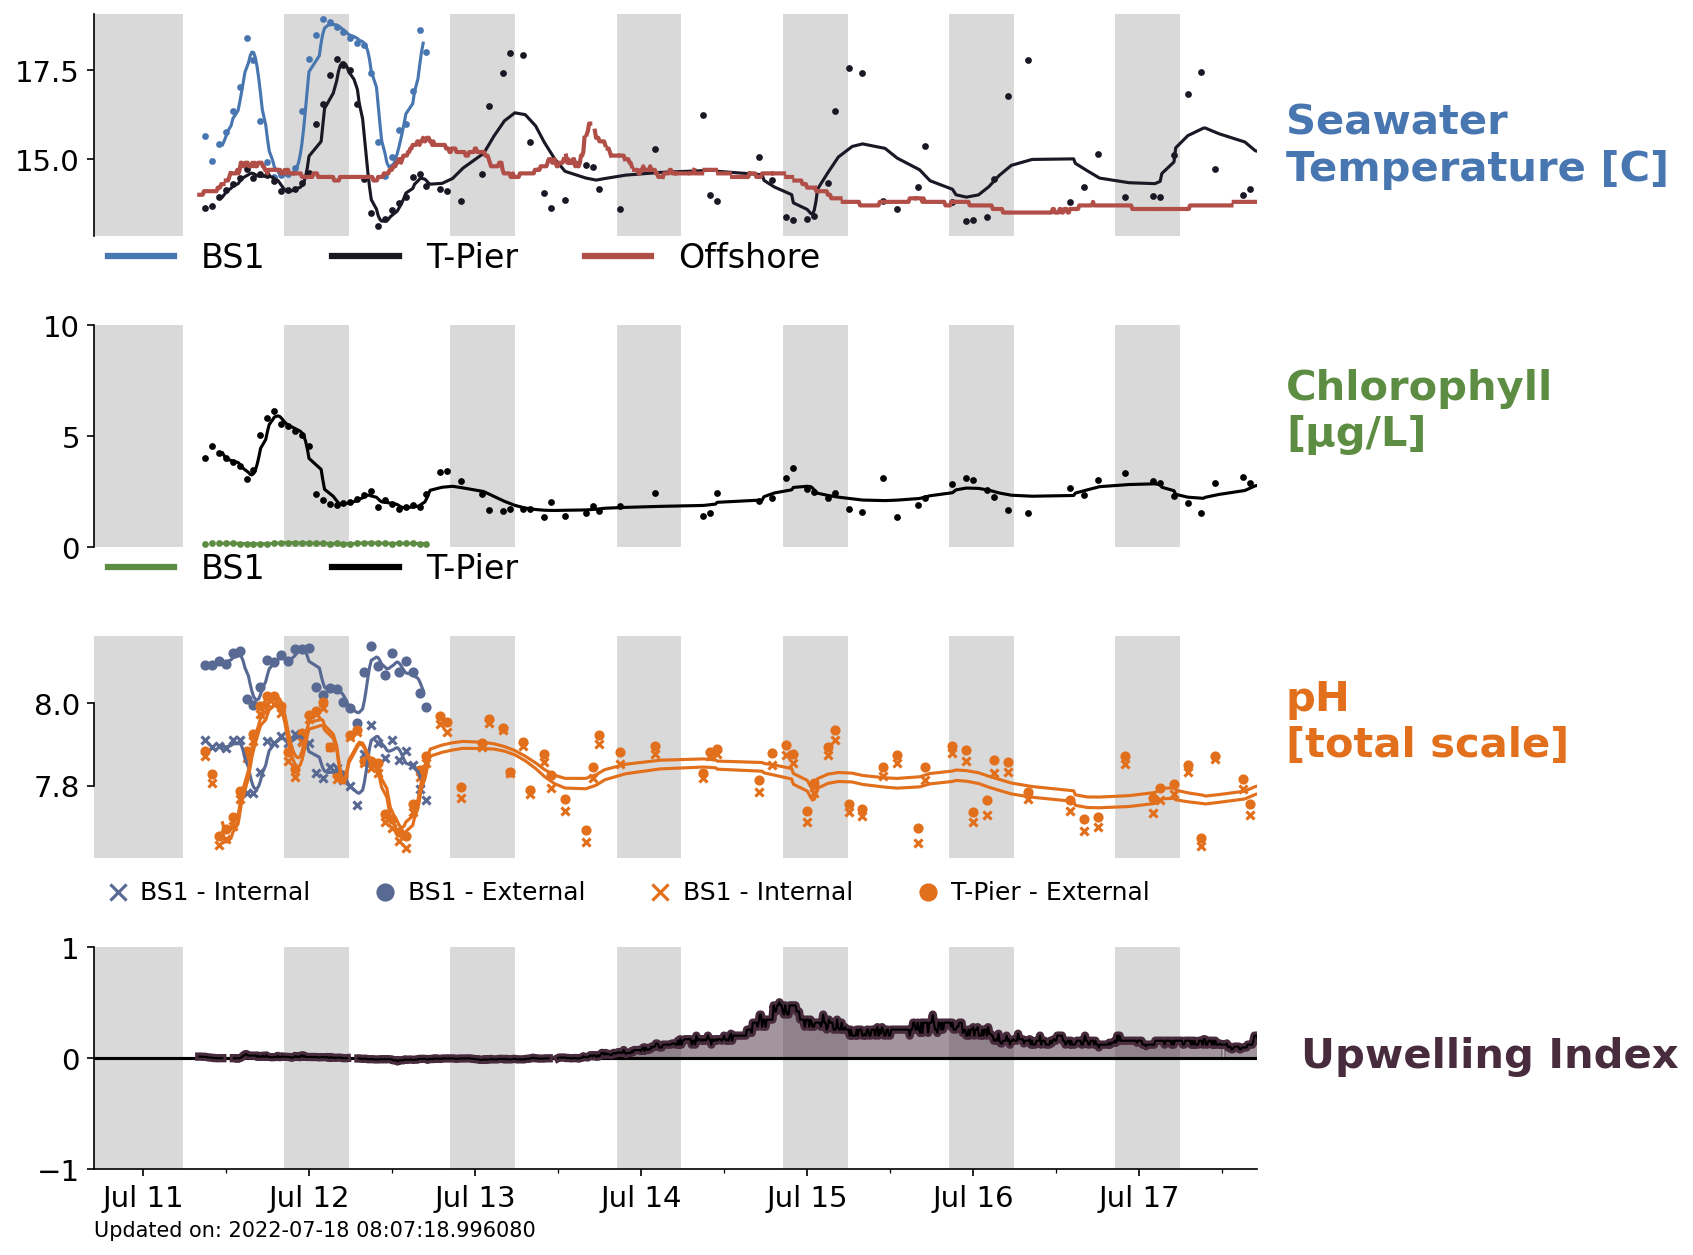 17.5
15.0
Seawater
Temperature [C]
BS1 T-Pier Offshore
10
5
0
Chlorophyll
[µg/L]
BS1 T-Pier
8.0
7.8
pH
[total scale]
BS1 - Internal BS1 - External BS1 - Internal T-Pier - External
1
0
−1
Upwelling Index
Jul 11 Jul 12 Jul 13 Jul 14 Jul 15 Jul 16 Jul 17
Updated on: 2022-07-18 08:07:18.996080